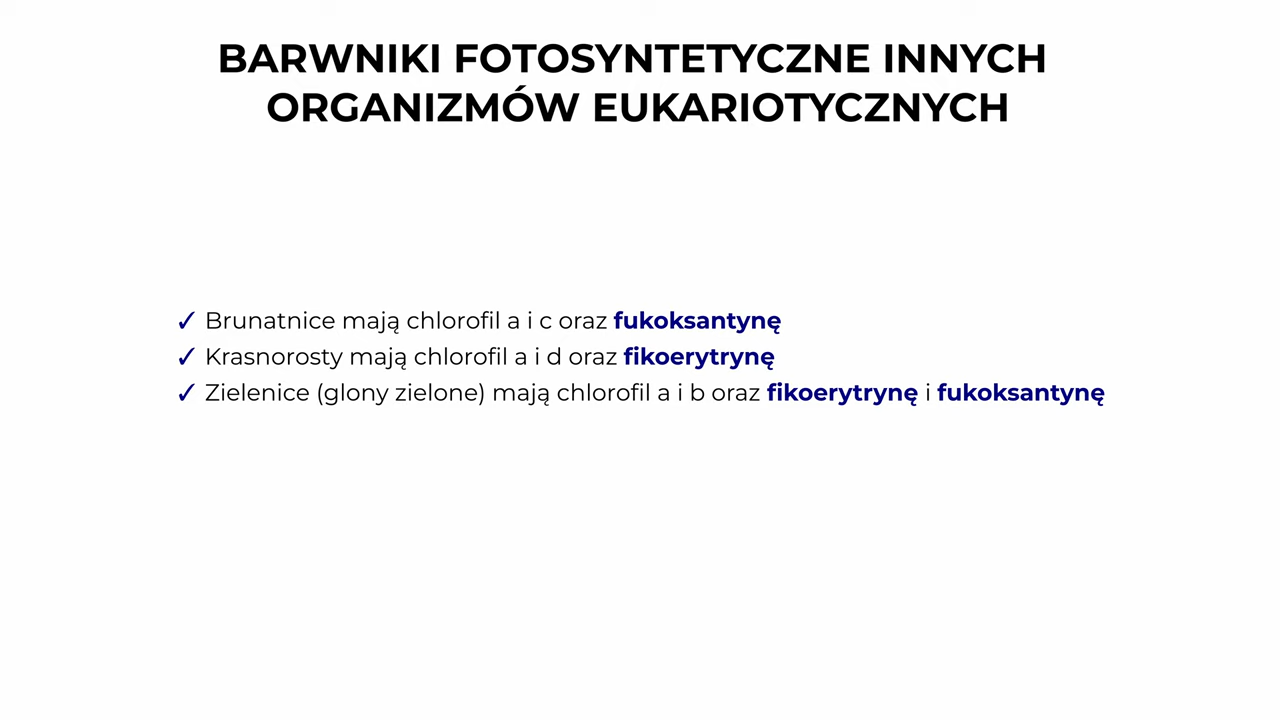 BARWNIKI FOTOSYNTETYCZNE INNYCH
ORGANIZMÓW EUKARIOTYCZNYCH
✓ Brunatnice mają chlorofil a i c oraz fukoksantynę
✓ Krasnorosty mają chlorofil a i d oraz fikoerytrynę
✓ Zielenice (glony zielone) mają chlorofil a i b oraz fikoerytrynę i fukoksantynę